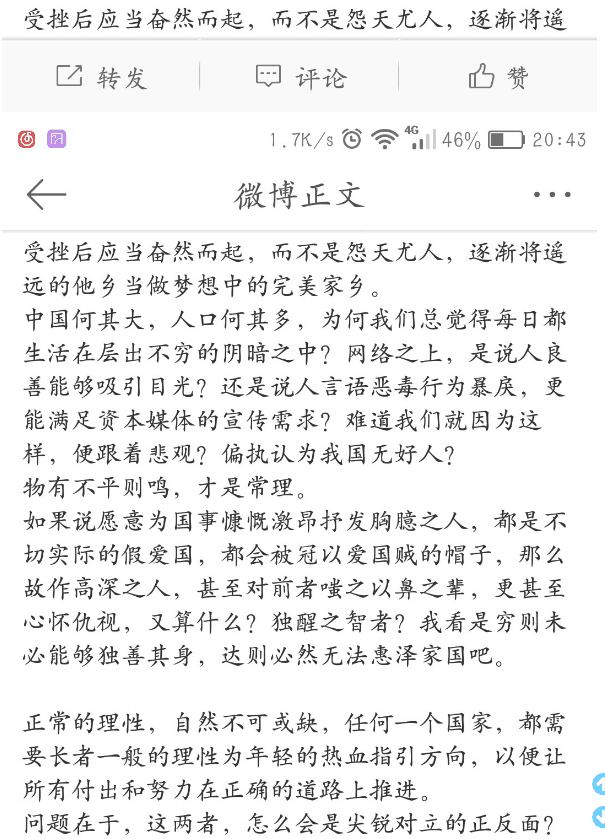 受挫后应当奋然而起，而不是怨天尤人，逐渐将遥
转发 评论 赞
1.7K/s 4G 46% 20:43
微博正文
受挫后应当奋然而起，而不是怨天尤人，逐渐将遥
远的他乡当做梦想中的完美家乡。
中国何其大，人口何其多，为何我们总觉得每日都
生活在层出不穷的阴暗之中？网络之上，是说人良
善能够吸引目光？还是说人言语恶毒行为暴戾，更
能满足资本媒体的宣传需求？难道我们就因为这
样，便跟着悲观？偏执认为我国无好人？
物有不平则鸣，才是常理。
如果说愿意为国事慷慨激昂抒发胸臆之人，都是不
切实际的假爱国，都会被冠以爱国贼的帽子，那么
故作高深之人，甚至对前者嗤之以鼻之辈，更甚至
心怀仇视，又算什么？独醒之智者？我看是穷则未
必能够独善其身，达则必然无法惠泽家国吧。
正常的理性，自然不可或缺，任何一个国家，都需
要长者一般的理性为年轻的热血指引方向，以便让
所有付出和努力在正确的道路上推进。
问题在于，这两者，怎么会是尖锐对立的正反面？